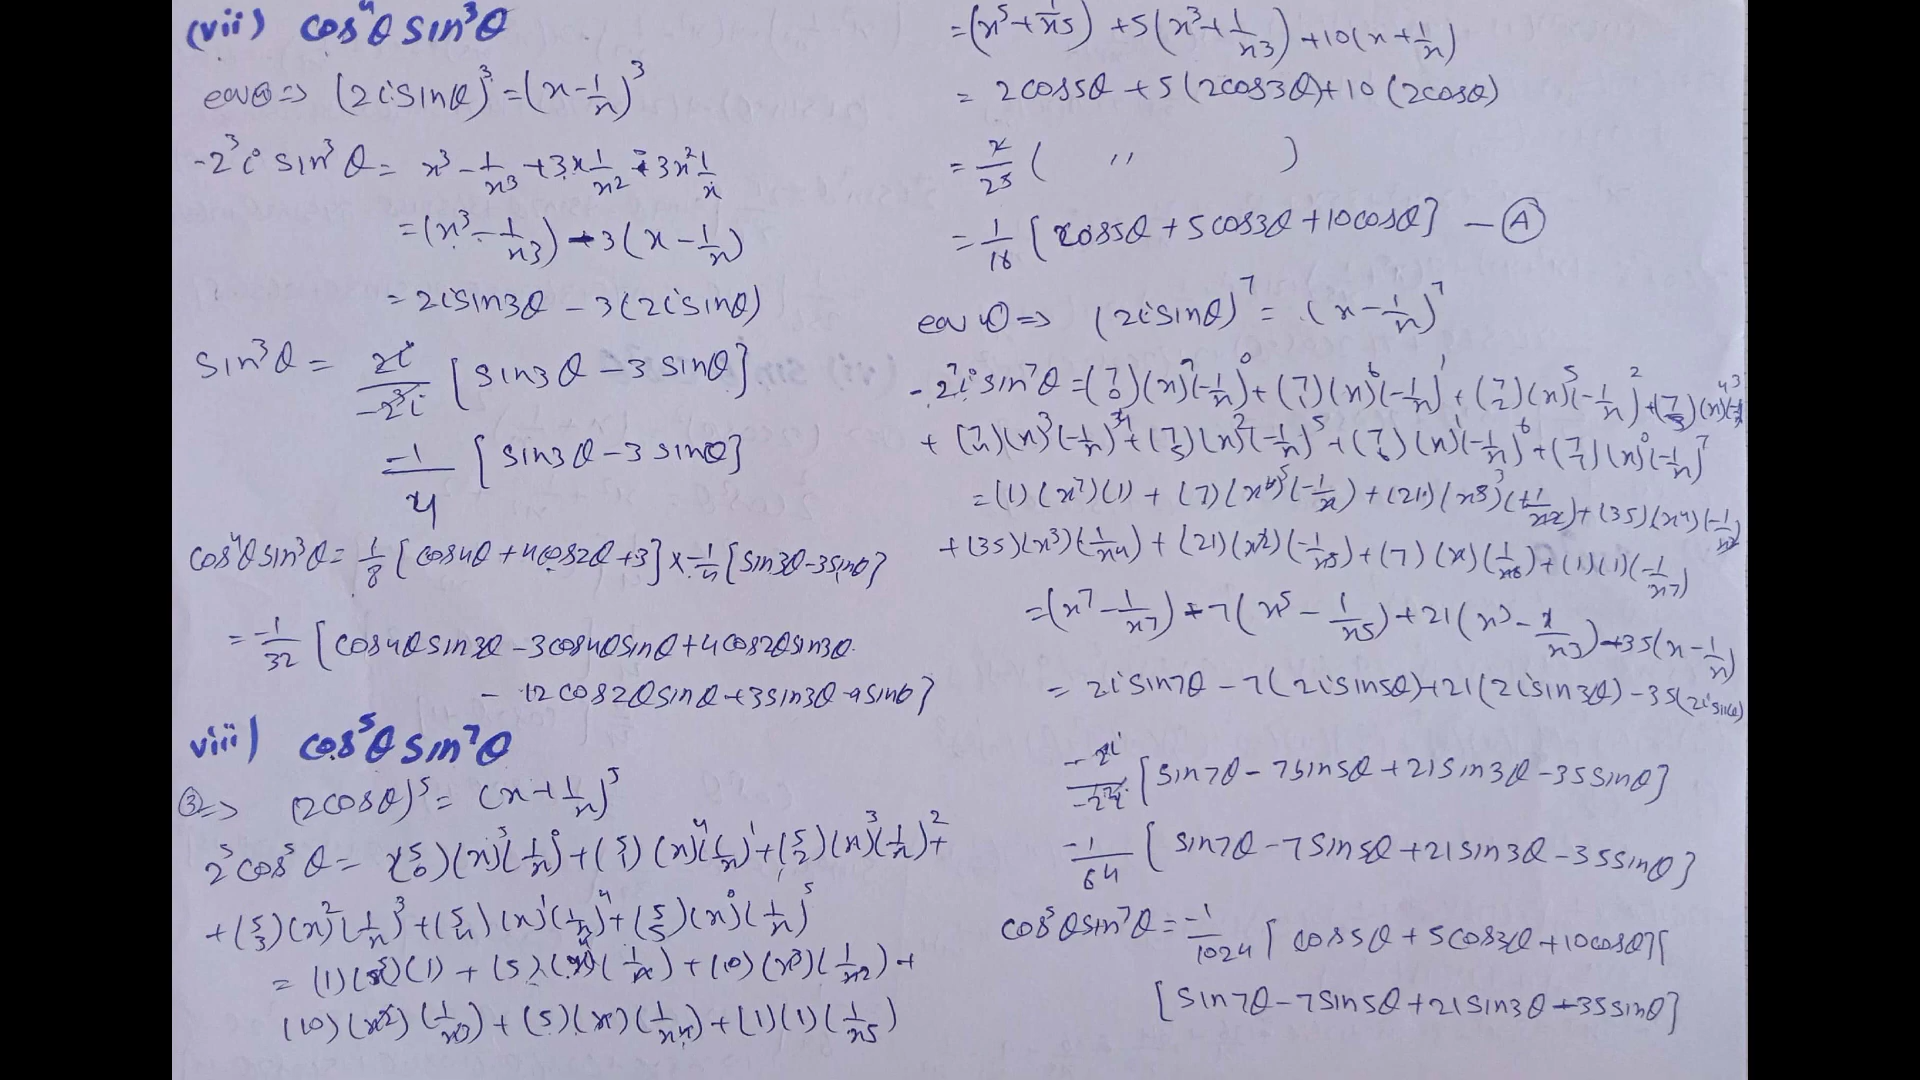 (vii) cos⁴θ sin³θ
eq ④ => (2i sinθ)³ = (x - 1/x)³
-2³i sin³θ = x³ - 1/x³ + 3x 1/x² - 3x² 1/x
= (x³ - 1/x³) - 3(x - 1/x)
= 2i sin3θ - 3(2i sinθ)
sin³θ = 2i/-2³i [sin3θ - 3 sinθ]
-1/4 [sin3θ - 3 sinθ]
cos⁴θ sin³θ = 1/8 [cos4θ + 4cos2θ + 3] x -1/4 [sin3θ - 3sinθ]
= -1/32 [cos4θ sin3θ - 3cos4θ sinθ + 4cos2θ sin3θ
- 12cos2θ sinθ + 3sin3θ - 9sinθ]
viii) cos⁵θ sin⁷θ
③ => (2cosθ)⁵ = (x + 1/x)⁵
2⁵cos⁵θ = (5 0)(x)⁵(1/x)⁰ + (5 1)(x)⁴(1/x)¹ + (5 2)(x)³(1/x)² +
+ (5 3)(x)²(1/x)³ + (5 4)(x)¹(1/x)⁴ + (5 5)(x)⁰(1/x)⁵
= (1)(x⁵)(1) + (5)(x⁴)(1/x) + (10)(x³)(1/x²) +
(10)(x²)(1/x³) + (5)(x)(1/x⁴) + (1)(1)(1/x⁵)
= (x⁵ + 1/x5) + 5(x³ + 1/x3) + 10(x + 1/x)
= 2cos5θ + 5(2cos3θ) + 10(2cosθ)
= 2/25 ( " )
= 1/16 [cos5θ + 5cos3θ + 10cosθ] - Ⓐ
eq ④ => (2i sinθ)⁷ = (x - 1/x)⁷
-2⁷i sin⁷θ = (7 0)(x)⁷(-1/x)⁰ + (7 1)(x)⁶(-1/x)¹ + (7 2)(x)⁵(-1/x)² + (7 3)(x)⁴(-1/x)³
+ (7 4)(x)³(-1/x)⁴ + (7 5)(x)²(-1/x)⁵ + (7 6)(x)¹(-1/x)⁶ + (7 7)(x)⁰(-1/x)⁷
= (1)(x⁷)(1) + (7)(x⁶)(-1/x) + (21)(x⁵)(+1/x²) + (35)(x⁴)(-1/x³)
+ (35)(x³)(1/x4) + (21)(x²)(-1/x5) + (7)(x)(1/x6) + (1)(1)(-1/x7)
= (x⁷ - 1/x7) - 7(x⁵ - 1/x5) + 21(x³ - 1/x3) - 35(x - 1/x)
= 2i sin7θ - 7(2i sin5θ) + 21(2i sin3θ) - 35(2i sinθ)
-2i/-2⁷i [sin7θ - 7sin5θ + 21sin3θ - 35sinθ]
-1/64 [sin7θ - 7sin5θ + 21sin3θ - 35sinθ]
cos⁵θ sin⁷θ = -1/1024 [cos5θ + 5cos3θ + 10cosθ]
[sin7θ - 7sin5θ + 21sin3θ - 35sinθ]